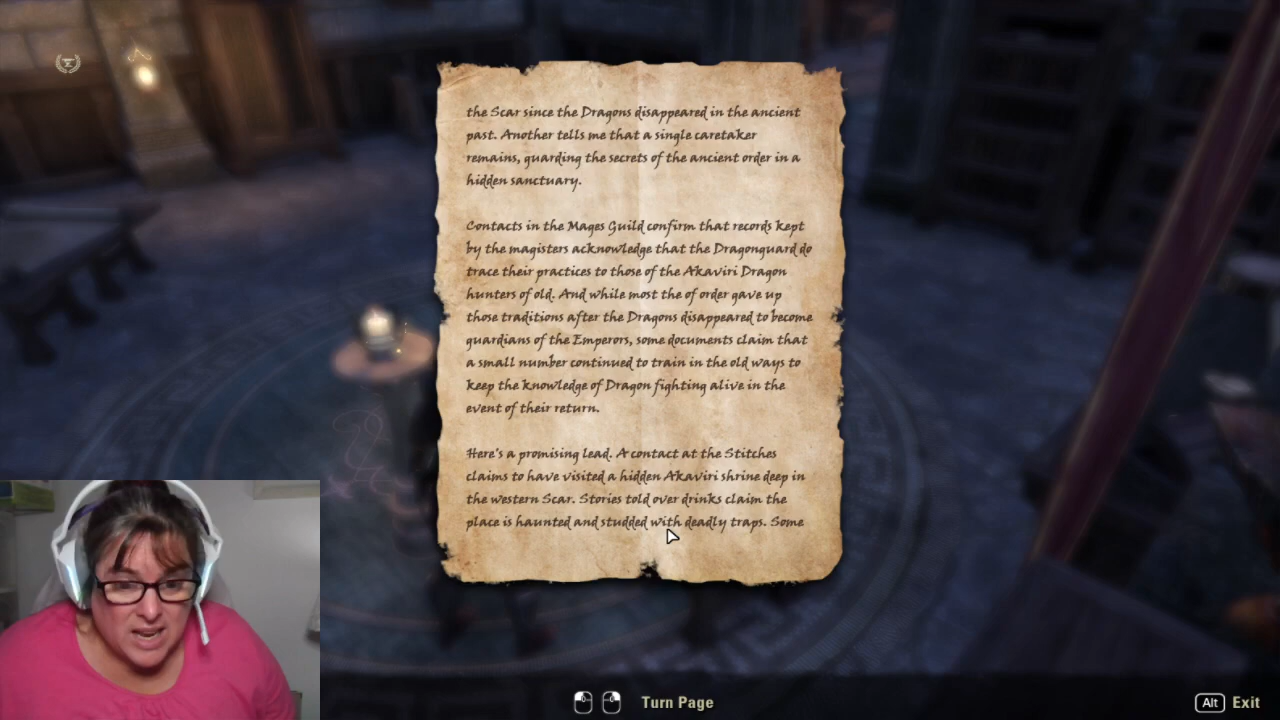 the Scar since the Dragons disappeared in the ancient
past. Another tells me that a single caretaker
remains, guarding the secrets of the ancient order in a
hidden sanctuary.
Contacts in the Mages Guild confirm that records kept
by the magisters acknowledge that the Dragonguard do
trace their practices to those of the Akaviri Dragon
hunters of old. And while most the of order gave up
those traditions after the Dragons disappeared to become
guardians of the Emperors, some documents claim that
a small number continued to train in the old ways to
keep the knowledge of Dragon fighting alive in the
event of their return.
Here's a promising lead. A contact at the Stitches
claims to have visited a hidden Akaviri shrine deep in
the western Scar. Stories told over drinks claim the
place is haunted and studded with deadly traps. Some
Turn Page
Alt Exit